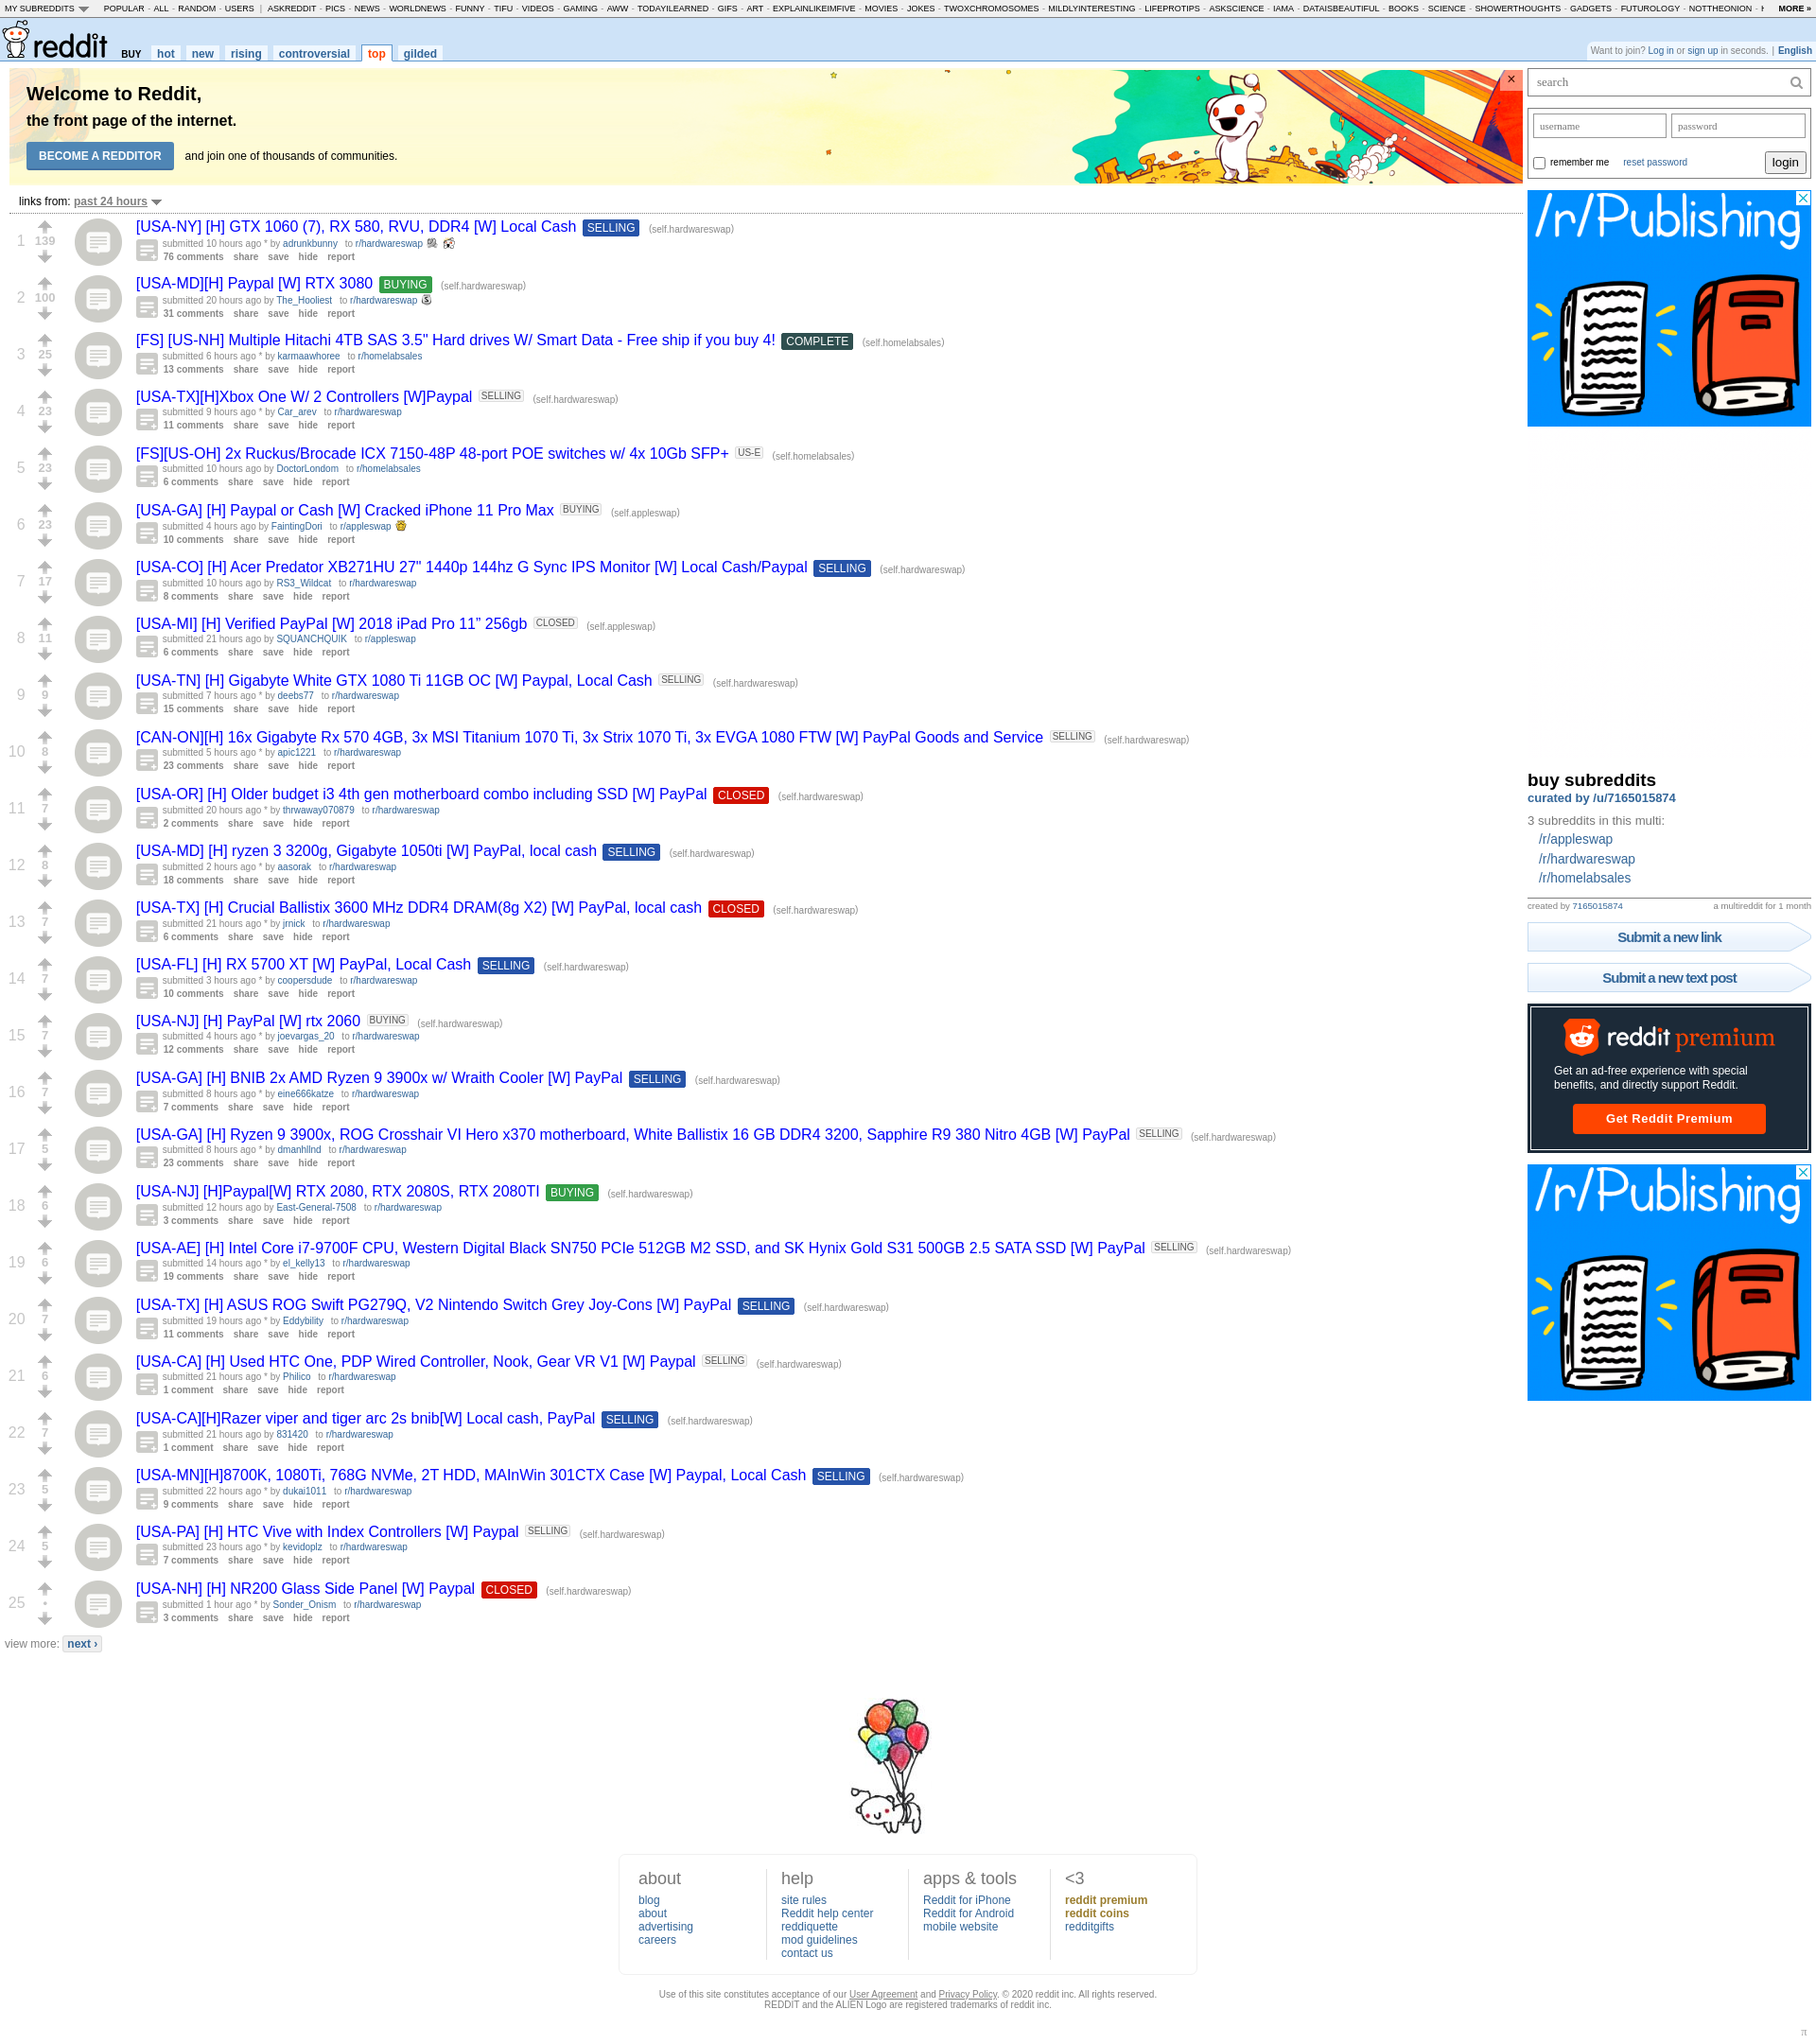 MY SUBREDDITS POPULAR - ALL - RANDOM - USERS | ASKREDDIT - PICS - NEWS - WORLDNEWS - FUNNY - TIFU - VIDEOS - GAMING - AWW - TODAYILEARNED - GIFS - ART - EXPLAINLIKEIMFIVE - MOVIES - JOKES - TWOXCHROMOSOMES - MILDLYINTERESTING - LIFEPROTIPS - ASKSCIENCE - IAMA - DATAISBEAUTIFUL - BOOKS - SCIENCE - SHOWERTHOUGHTS - GADGETS - FUTUROLOGY - NOTTHEONION - MORE »
reddit BUY hot new rising controversial top gilded
Want to join? Log in or sign up in seconds. | English
Welcome to Reddit,
the front page of the internet.
BECOME A REDDITOR and join one of thousands of communities.
×
search
username password
remember me reset password login
/r/Publishing
links from: past 24 hours
1 139 [USA-NY] [H] GTX 1060 (7), RX 580, RVU, DDR4 [W] Local Cash SELLING (self.hardwareswap)
submitted 10 hours ago * by adrunkbunny to r/hardwareswap
76 comments share save hide report
2 100 [USA-MD][H] Paypal [W] RTX 3080 BUYING (self.hardwareswap)
submitted 20 hours ago by The_Hooliest to r/hardwareswap
31 comments share save hide report
3 25 [FS] [US-NH] Multiple Hitachi 4TB SAS 3.5" Hard drives W/ Smart Data - Free ship if you buy 4! COMPLETE (self.homelabsales)
submitted 6 hours ago * by karmaawhoree to r/homelabsales
13 comments share save hide report
4 23 [USA-TX][H]Xbox One W/ 2 Controllers [W]Paypal SELLING (self.hardwareswap)
submitted 9 hours ago * by Car_arev to r/hardwareswap
11 comments share save hide report
5 23 [FS][US-OH] 2x Ruckus/Brocade ICX 7150-48P 48-port POE switches w/ 4x 10Gb SFP+ US-E (self.homelabsales)
submitted 10 hours ago by DoctorLondom to r/homelabsales
6 comments share save hide report
6 23 [USA-GA] [H] Paypal or Cash [W] Cracked iPhone 11 Pro Max BUYING (self.appleswap)
submitted 4 hours ago by FaintingDori to r/appleswap
10 comments share save hide report
7 17 [USA-CO] [H] Acer Predator XB271HU 27" 1440p 144hz G Sync IPS Monitor [W] Local Cash/Paypal SELLING (self.hardwareswap)
submitted 10 hours ago by RS3_Wildcat to r/hardwareswap
8 comments share save hide report
8 11 [USA-MI] [H] Verified PayPal [W] 2018 iPad Pro 11” 256gb CLOSED (self.appleswap)
submitted 21 hours ago by SQUANCHQUIK to r/appleswap
6 comments share save hide report
9 9 [USA-TN] [H] Gigabyte White GTX 1080 Ti 11GB OC [W] Paypal, Local Cash SELLING (self.hardwareswap)
submitted 7 hours ago * by deebs77 to r/hardwareswap
15 comments share save hide report
10 8 [CAN-ON][H] 16x Gigabyte Rx 570 4GB, 3x MSI Titanium 1070 Ti, 3x Strix 1070 Ti, 3x EVGA 1080 FTW [W] PayPal Goods and Service SELLING (self.hardwareswap)
submitted 5 hours ago * by apic1221 to r/hardwareswap
23 comments share save hide report
11 7 [USA-OR] [H] Older budget i3 4th gen motherboard combo including SSD [W] PayPal CLOSED (self.hardwareswap)
submitted 20 hours ago * by thrwaway070879 to r/hardwareswap
2 comments share save hide report
12 8 [USA-MD] [H] ryzen 3 3200g, Gigabyte 1050ti [W] PayPal, local cash SELLING (self.hardwareswap)
submitted 2 hours ago * by aasorak to r/hardwareswap
18 comments share save hide report
13 7 [USA-TX] [H] Crucial Ballistix 3600 MHz DDR4 DRAM(8g X2) [W] PayPal, local cash CLOSED (self.hardwareswap)
submitted 21 hours ago * by jrnick to r/hardwareswap
6 comments share save hide report
14 7 [USA-FL] [H] RX 5700 XT [W] PayPal, Local Cash SELLING (self.hardwareswap)
submitted 3 hours ago * by coopersdude to r/hardwareswap
10 comments share save hide report
15 7 [USA-NJ] [H] PayPal [W] rtx 2060 BUYING (self.hardwareswap)
submitted 4 hours ago * by joevargas_20 to r/hardwareswap
12 comments share save hide report
16 7 [USA-GA] [H] BNIB 2x AMD Ryzen 9 3900x w/ Wraith Cooler [W] PayPal SELLING (self.hardwareswap)
submitted 8 hours ago * by eine666katze to r/hardwareswap
7 comments share save hide report
17 5 [USA-GA] [H] Ryzen 9 3900x, ROG Crosshair VI Hero x370 motherboard, White Ballistix 16 GB DDR4 3200, Sapphire R9 380 Nitro 4GB [W] PayPal SELLING (self.hardwareswap)
submitted 8 hours ago * by dmanhllnd to r/hardwareswap
23 comments share save hide report
18 6 [USA-NJ] [H]Paypal[W] RTX 2080, RTX 2080S, RTX 2080TI BUYING (self.hardwareswap)
submitted 12 hours ago by East-General-7508 to r/hardwareswap
3 comments share save hide report
19 6 [USA-AE] [H] Intel Core i7-9700F CPU, Western Digital Black SN750 PCIe 512GB M2 SSD, and SK Hynix Gold S31 500GB 2.5 SATA SSD [W] PayPal SELLING (self.hardwareswap)
submitted 14 hours ago * by el_kelly13 to r/hardwareswap
19 comments share save hide report
20 7 [USA-TX] [H] ASUS ROG Swift PG279Q, V2 Nintendo Switch Grey Joy-Cons [W] PayPal SELLING (self.hardwareswap)
submitted 19 hours ago * by Eddybility to r/hardwareswap
11 comments share save hide report
21 6 [USA-CA] [H] Used HTC One, PDP Wired Controller, Nook, Gear VR V1 [W] Paypal SELLING (self.hardwareswap)
submitted 21 hours ago * by Philico to r/hardwareswap
1 comment share save hide report
22 7 [USA-CA][H]Razer viper and tiger arc 2s bnib[W] Local cash, PayPal SELLING (self.hardwareswap)
submitted 21 hours ago by 831420 to r/hardwareswap
1 comment share save hide report
23 5 [USA-MN][H]8700K, 1080Ti, 768G NVMe, 2T HDD, MAInWin 301CTX Case [W] Paypal, Local Cash SELLING (self.hardwareswap)
submitted 22 hours ago * by dukai1011 to r/hardwareswap
9 comments share save hide report
24 5 [USA-PA] [H] HTC Vive with Index Controllers [W] Paypal SELLING (self.hardwareswap)
submitted 23 hours ago * by kevidoplz to r/hardwareswap
7 comments share save hide report
25 • [USA-NH] [H] NR200 Glass Side Panel [W] Paypal CLOSED (self.hardwareswap)
submitted 1 hour ago * by Sonder_Onism to r/hardwareswap
3 comments share save hide report
view more: next ›
buy subreddits
curated by /u/7165015874
3 subreddits in this multi:
/r/appleswap
/r/hardwareswap
/r/homelabsales
created by 7165015874 a multireddit for 1 month
Submit a new link
Submit a new text post
reddit premium
Get an ad-free experience with special
benefits, and directly support Reddit.
Get Reddit Premium
/r/Publishing
about
blog
about
advertising
careers
help
site rules
Reddit help center
reddiquette
mod guidelines
contact us
apps & tools
Reddit for iPhone
Reddit for Android
mobile website
<3
reddit premium
reddit coins
redditgifts
Use of this site constitutes acceptance of our User Agreement and Privacy Policy. © 2020 reddit inc. All rights reserved.
REDDIT and the ALIEN Logo are registered trademarks of reddit inc.
π